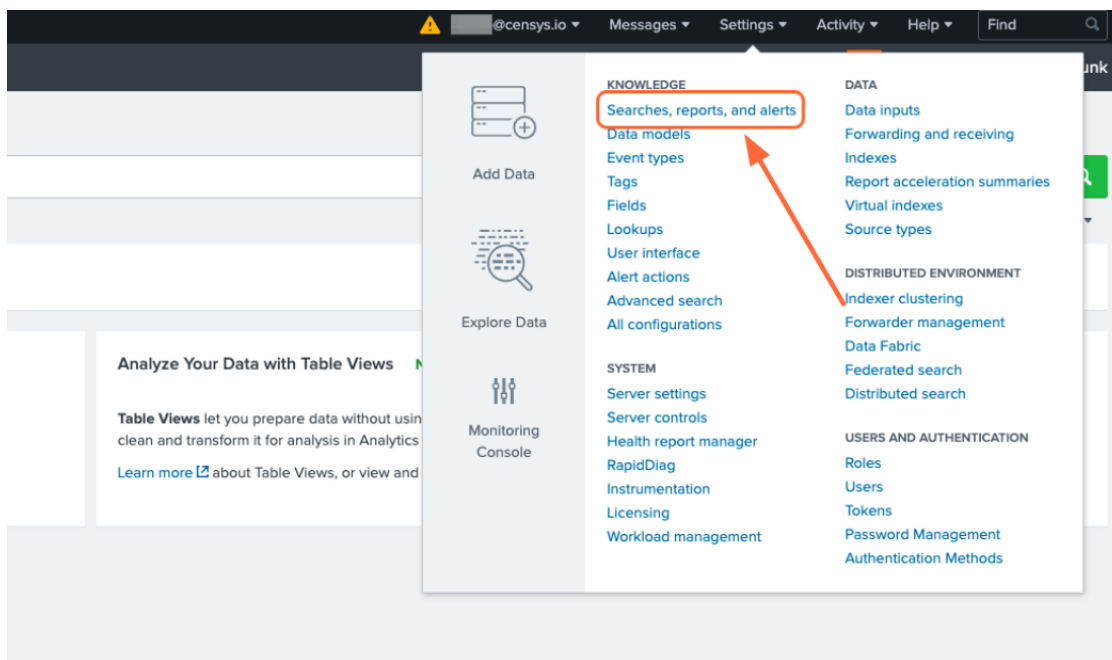 @censys.io Messages Settings Activity Help Find
unk
Add Data
Explore Data
Monitoring
Console
KNOWLEDGE
Searches, reports, and alerts
Data models
Event types
Tags
Fields
Lookups
User interface
Alert actions
Advanced search
All configurations
SYSTEM
Server settings
Server controls
Health report manager
RapidDiag
Instrumentation
Licensing
Workload management
DATA
Data inputs
Forwarding and receiving
Indexes
Report acceleration summaries
Virtual indexes
Source types
DISTRIBUTED ENVIRONMENT
Indexer clustering
Forwarder management
Data Fabric
Federated search
Distributed search
USERS AND AUTHENTICATION
Roles
Users
Tokens
Password Management
Authentication Methods
Analyze Your Data with Table Views
Table Views let you prepare data without usin
clean and transform it for analysis in Analytics
Learn more about Table Views, or view and